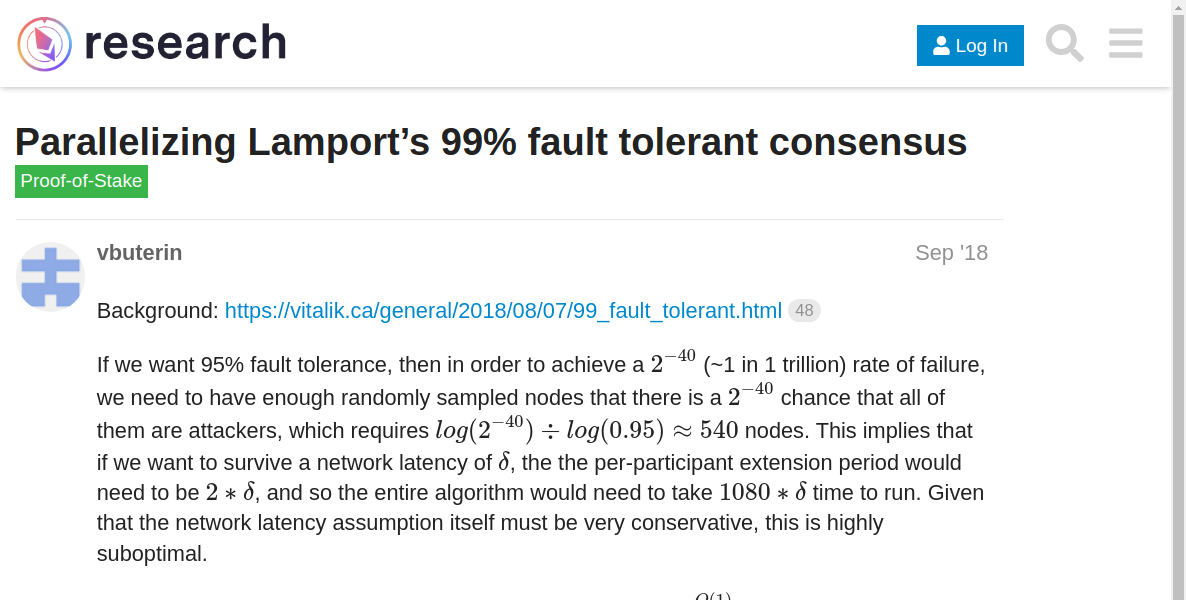 research
Log In
Parallelizing Lamport’s 99% fault tolerant consensus
Proof-of-Stake
vbuterin
Sep '18
Background: https://vitalik.ca/general/2018/08/07/99_fault_tolerant.html 48
If we want 95% fault tolerance, then in order to achieve a 2^{−40} (~1 in 1 trillion) rate of failure,
we need to have enough randomly sampled nodes that there is a 2^{−40} chance that all of
them are attackers, which requires log(2^{−40}) ÷ log(0.95) ≈ 540 nodes. This implies that
if we want to survive a network latency of δ, the the per-participant extension period would
need to be 2 ∗ δ, and so the entire algorithm would need to take 1080 ∗ δ time to run. Given
that the network latency assumption itself must be very conservative, this is highly
suboptimal.